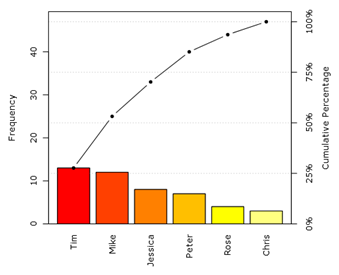 Frequency
40
30
20
10
0
Tim
Mike
Jessica
Peter
Rose
Chris
100%
75%
50%
25%
0%
Cumulative Percentage